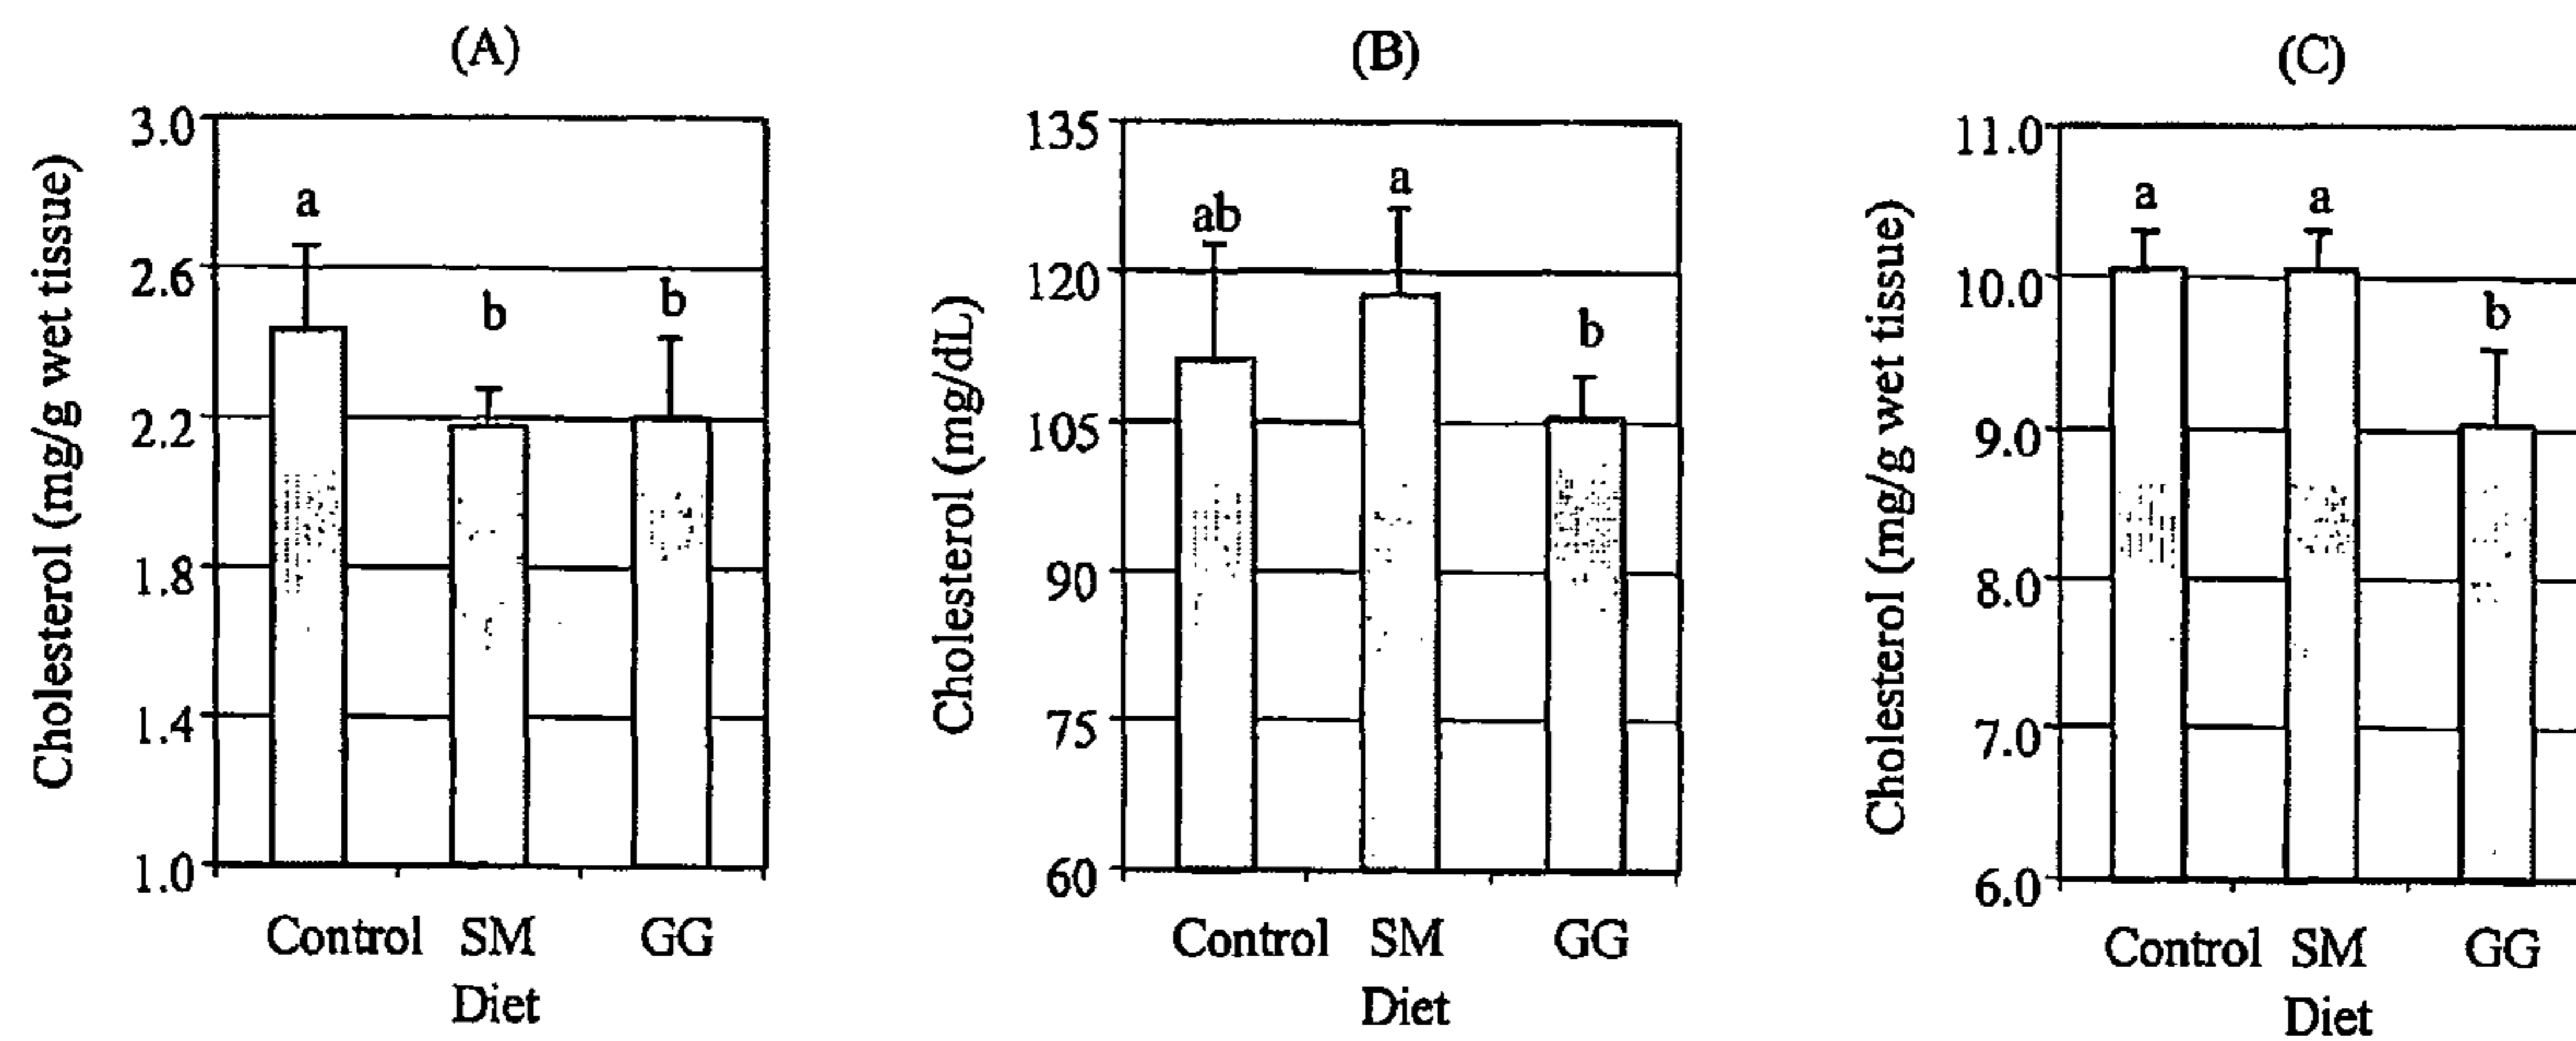 (A)
Cholesterol (mg/g wet tissue)
3.0
2.6
2.2
1.8
1.4
1.0
a
b
b
Control SM GG
Diet
(B)
Cholesterol (mg/dL)
135
120
105
90
75
60
ab
a
b
Control SM GG
Diet
(C)
Cholesterol (mg/g wet tissue)
11.0
10.0
9.0
8.0
7.0
6.0
a
a
b
Control SM GG
Diet